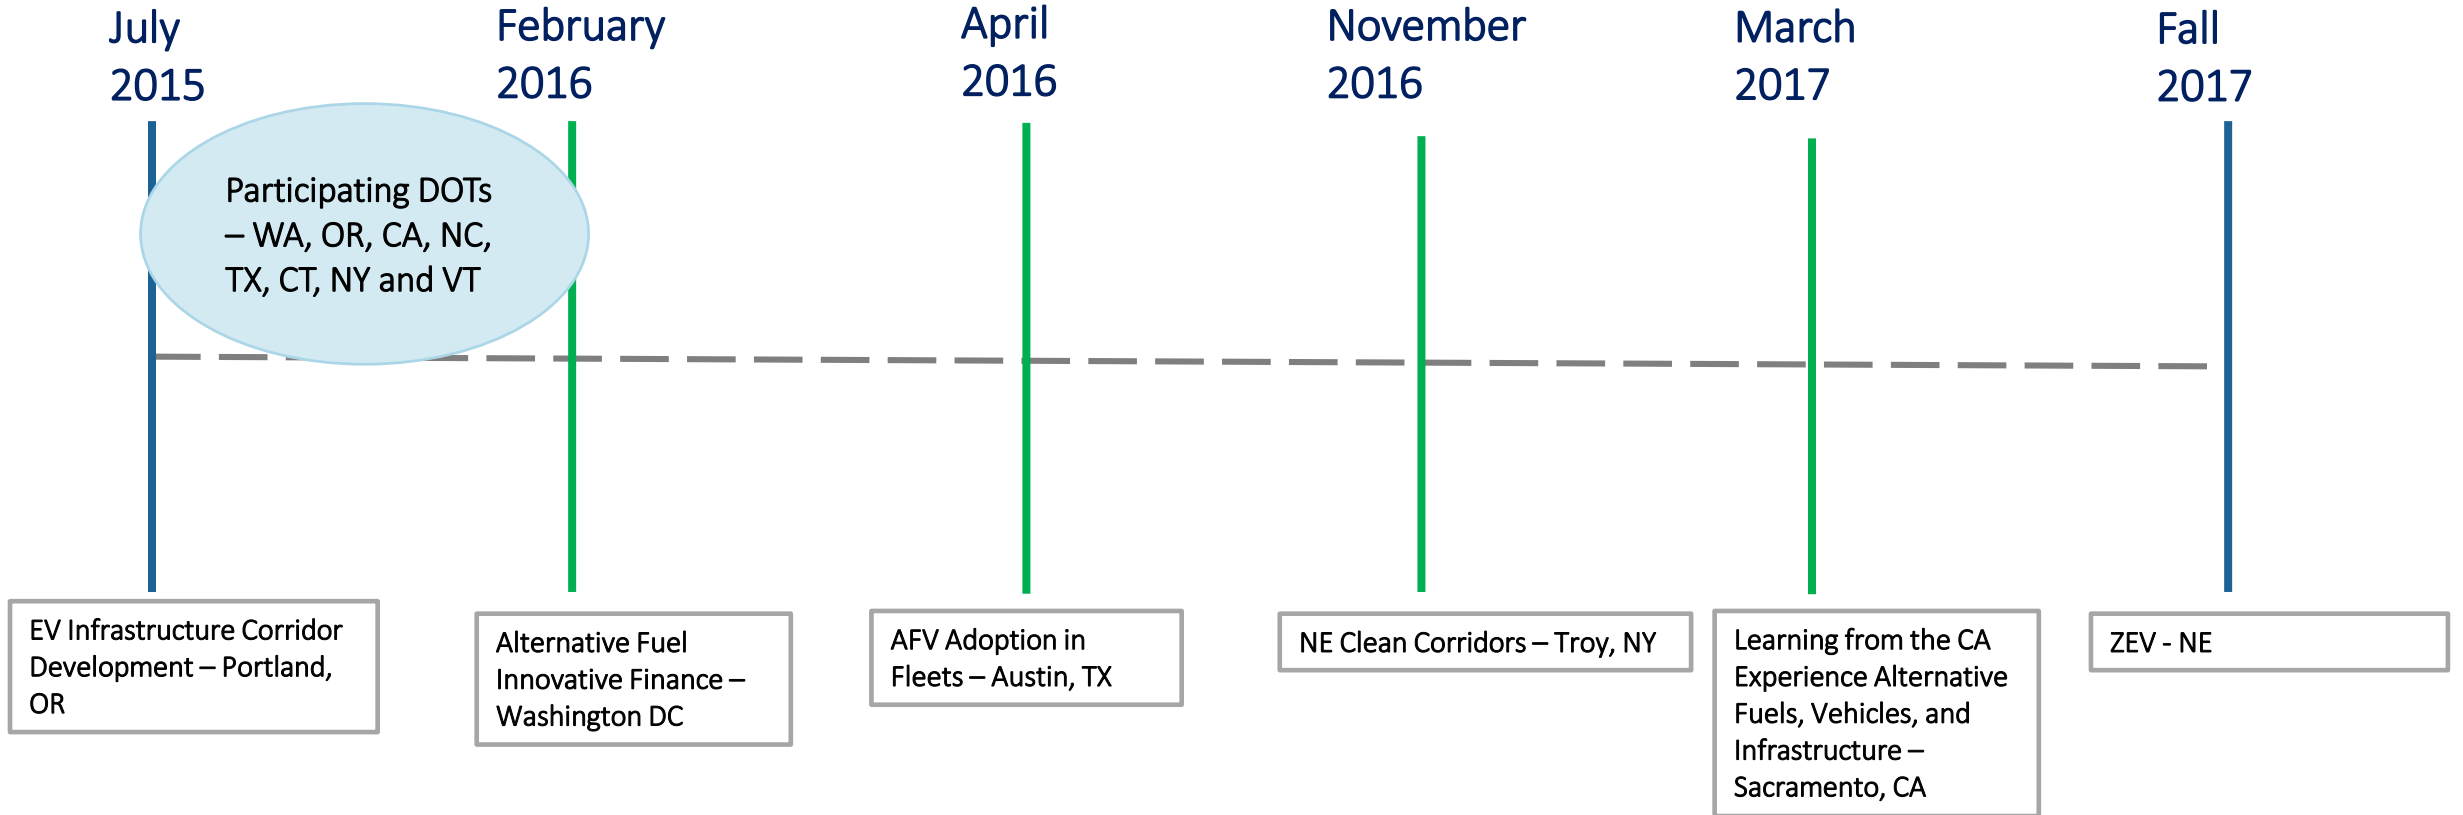 July
2015
February
2016
April
2016
November
2016
March
2017
Fall
2017
Participating DOTs
– WA, OR, CA, NC,
TX, CT, NY and VT
EV Infrastructure Corridor
Development – Portland,
OR
Alternative Fuel
Innovative Finance –
Washington DC
AFV Adoption in
Fleets – Austin, TX
NE Clean Corridors – Troy, NY
Learning from the CA
Experience Alternative
Fuels, Vehicles, and
Infrastructure –
Sacramento, CA
ZEV - NE